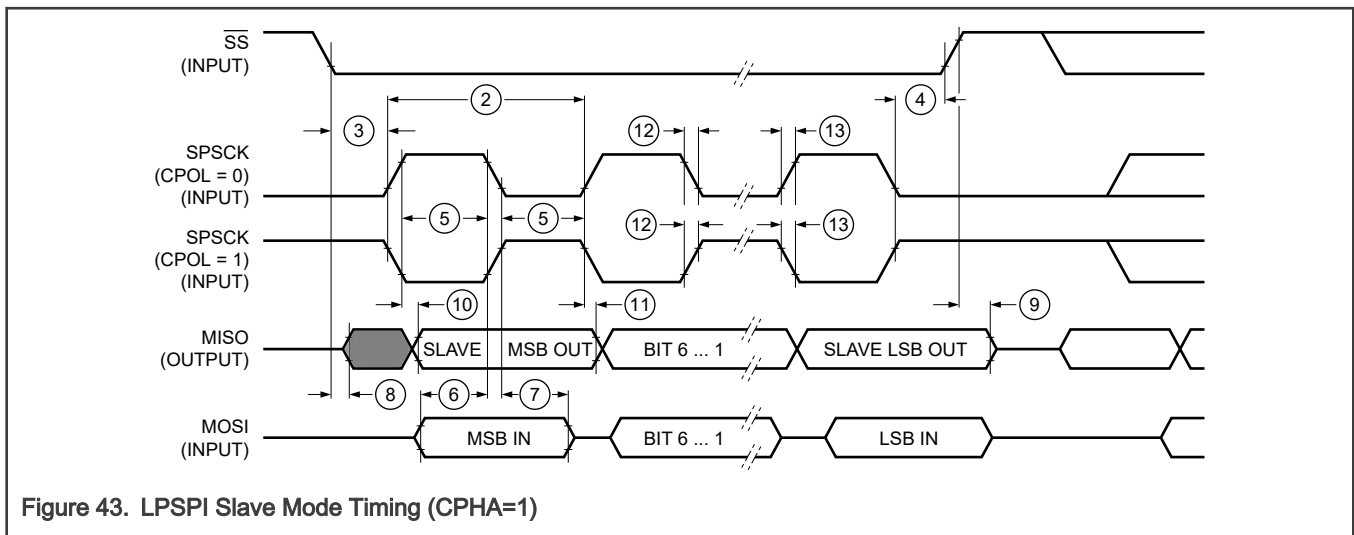 SS
(INPUT)
2
4
3
12
13
SPSCK
(CPOL = 0)
(INPUT)
5
5
12
13
SPSCK
(CPOL = 1)
(INPUT)
10
11
9
MISO
(OUTPUT)
SLAVE MSB OUT
BIT 6 ... 1
SLAVE LSB OUT
8
6
7
MOSI
(INPUT)
MSB IN
BIT 6 ... 1
LSB IN
Figure 43. LPSPI Slave Mode Timing (CPHA=1)